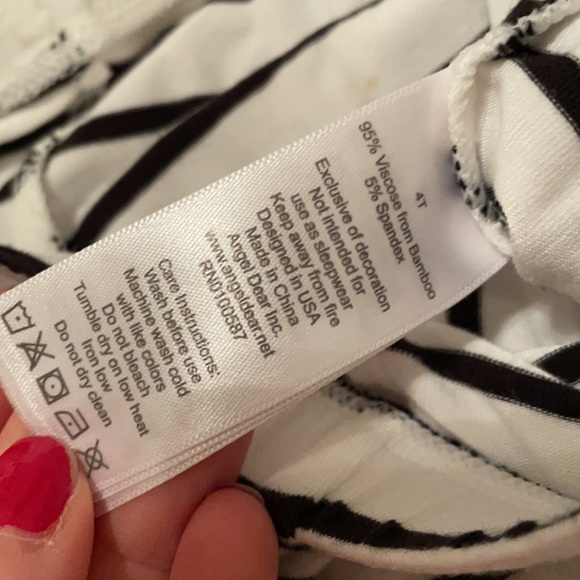 4T
95% Viscose from Bamboo
5% Spandex
Exclusive of decoration
Not intended for
use as sleepwear
Keep away from fire
Designed in USA
Made in China
Angel Dear Inc.
www.angeldear.net
RN0100587
Care Instructions:
Wash before use
Machine wash cold
with like colors
Do not bleach
Tumble dry on low heat
Iron low
Do not dry clean